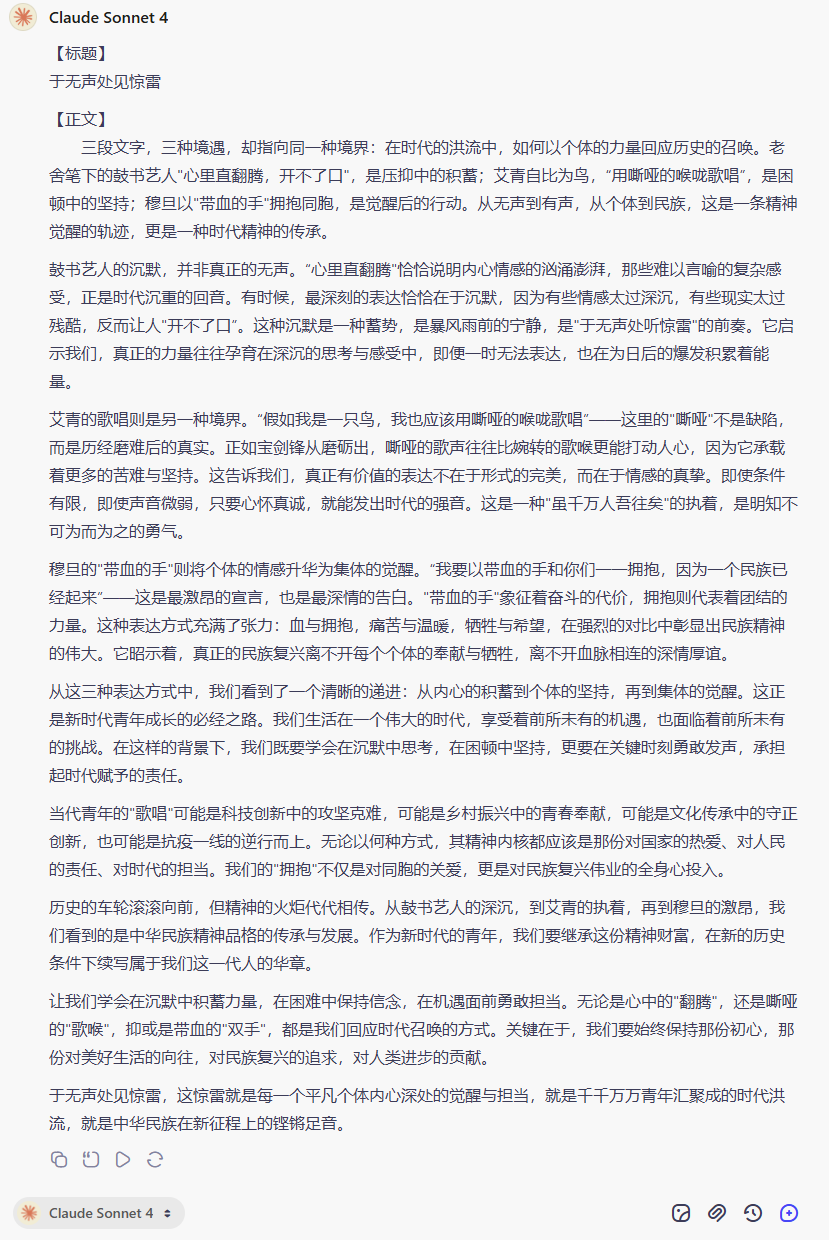 Claude Sonnet 4
【标题】
于无声处见惊雷
【正文】
三段文字，三种境遇，却指向同一种境界：在时代的洪流中，如何以个体的力量回应历史的召唤。老
舍笔下的鼓书艺人"心里直翻腾，开不了口"，是压抑中的积蓄；艾青自比为鸟，“用嘶哑的喉咙歌唱”，是困
顿中的坚持；穆旦以"带血的手"拥抱同胞，是觉醒后的行动。从无声到有声，从个体到民族，这是一条精神
觉醒的轨迹，更是一种时代精神的传承。
鼓书艺人的沉默，并非真正的无声。“心里直翻腾"恰恰说明内心情感的汹涌澎湃，那些难以言喻的复杂感
受，正是时代沉重的回音。有时候，最深刻的表达恰恰在于沉默，因为有些情感太过深沉，有些现实太过
残酷，反而让人"开不了口”。这种沉默是一种蓄势，是暴风雨前的宁静，是"于无声处听惊雷"的前奏。它启
示我们，真正的力量往往孕育在深沉的思考与感受中，即便一时无法表达，也在为日后的爆发积累着能
量。
艾青的歌唱则是另一种境界。“假如我是一只鸟，我也应该用嘶哑的喉咙歌唱”——这里的"嘶哑"不是缺陷，
而是历经磨难后的真实。正如宝剑锋从磨砺出，嘶哑的歌声往往比婉转的歌喉更能打动人心，因为它承载
着更多的苦难与坚持。这告诉我们，真正有价值的表达不在于形式的完美，而在于情感的真挚。即使条件
有限，即使声音微弱，只要心怀真诚，就能发出时代的强音。这是一种"虽千万人吾往矣"的执着，是明知不
可为而为之的勇气。
穆旦的"带血的手"则将个体的情感升华为集体的觉醒。“我要以带血的手和你们一一拥抱，因为一个民族已
经起来”——这是最激昂的宣言，也是最深情的告白。"带血的手"象征着奋斗的代价，拥抱则代表着团结的
力量。这种表达方式充满了张力：血与拥抱，痛苦与温暖，牺牲与希望，在强烈的对比中彰显出民族精神
的伟大。它昭示着，真正的民族复兴离不开每个个体的奉献与牺牲，离不开血脉相连的深情厚谊。
从这三种表达方式中，我们看到了一个清晰的递进：从内心的积蓄到个体的坚持，再到集体的觉醒。这正
是新时代青年成长的必经之路。我们生活在一个伟大的时代，享受着前所未有的机遇，也面临着前所未有
的挑战。在这样的背景下，我们既要学会在沉默中思考，在困顿中坚持，更要在关键时刻勇敢发声，承担
起时代赋予的责任。
当代青年的"歌唱"可能是科技创新中的攻坚克难，可能是乡村振兴中的青春奉献，可能是文化传承中的守正
创新，也可能是抗疫一线的逆行而上。无论以何种方式，其精神内核都应该是那份对国家的热爱、对人民
的责任、对时代的担当。我们的"拥抱"不仅是对同胞的关爱，更是对民族复兴伟业的全身心投入。
历史的车轮滚滚向前，但精神的火炬代代相传。从鼓书艺人的深沉，到艾青的执着，再到穆旦的激昂，我
们看到的是中华民族精神品格的传承与发展。作为新时代的青年，我们要继承这份精神财富，在新的历史
条件下续写属于我们这一代人的华章。
让我们学会在沉默中积蓄力量，在困难中保持信念，在机遇面前勇敢担当。无论是心中的"翻腾"，还是嘶哑
的"歌喉"，抑或是带血的"双手"，都是我们回应时代召唤的方式。关键在于，我们要始终保持那份初心，那
份对美好生活的向往，对民族复兴的追求，对人类进步的贡献。
于无声处见惊雷，这惊雷就是每一个平凡个体内心深处的觉醒与担当，就是千千万万青年汇聚成的时代洪
流，就是中华民族在新征程上的铿锵足音。
Claude Sonnet 4